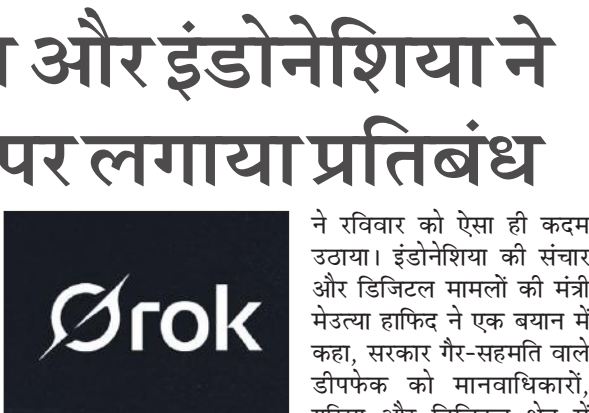 और इंडोनेशिया ने
पर लगाया प्रतिबंध
Grok
ने रविवार को ऐसा ही कदम
उठाया। इंडोनेशिया की संचार
और डिजिटल मामलों की मंत्री
मेउत्या हाफिद ने एक बयान में
कहा, सरकार गैर-सहमति वाले
डीपफेक को मानवाधिकारों,